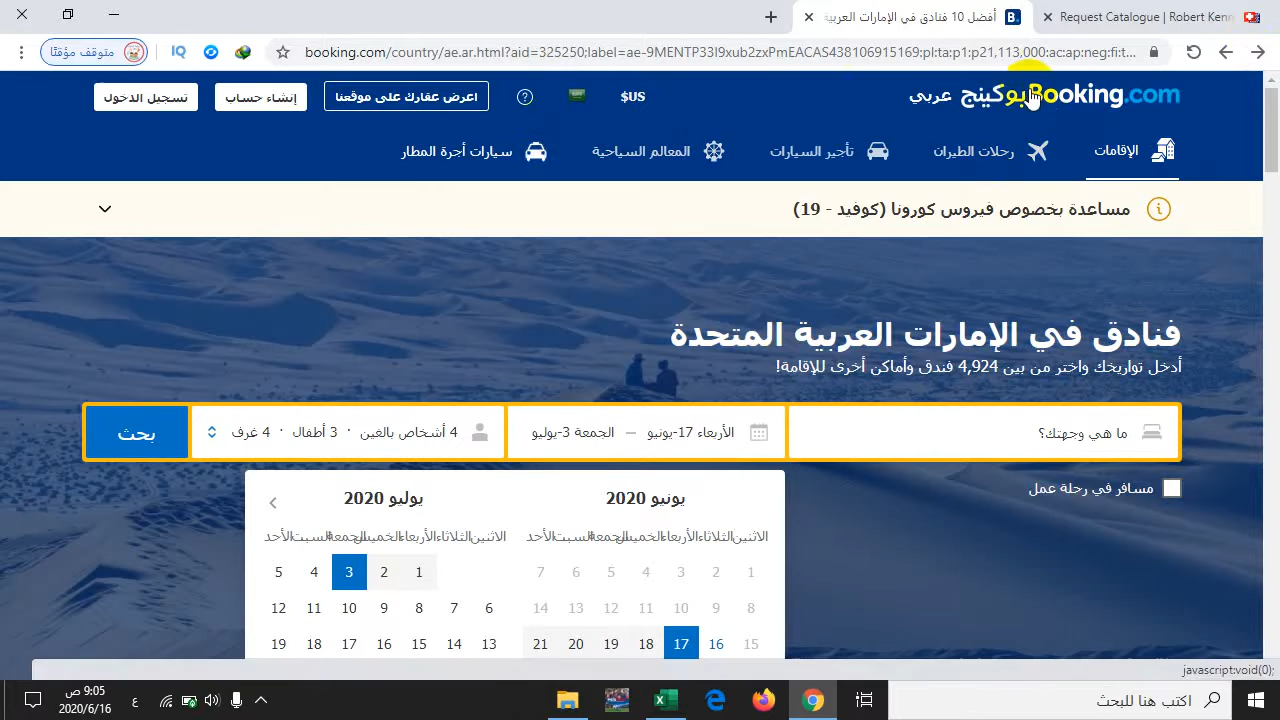 أفضل 10 فنادق في الإمارات العربية
Request Catalogue | Robert Kenn
booking.com/country/ae.ar.html?aid=325350;label=ae-9MENTP33I9xub2zxPmEACAS438106915169:pl:ta:p1:p21,113,000:ac:ap:neg:fi:t...
متوقف مؤقتًا
Booking.com بوكينج عربي
US$
اعرض عقارك على موقعنا
إنشاء حساب
تسجيل الدخول
الإقامات
رحلات الطيران
تأجير السيارات
المعالم السياحية
سيارات أجرة المطار
مساعدة بخصوص فيروس كورونا (كوفيد - 19)
فنادق في الإمارات العربية المتحدة
أدخل تواريخك واختر من بين 4,924 فندق وأماكن أخرى للإقامة!
ما هي وجهتك؟
الأربعاء 17-يونيو — الجمعة 3-يوليو
4 أشخاص بالغين · 3 أطفال · 4 غرف
بحث
مسافر في رحلة عمل
يونيو 2020
الاثنين الثلاثاء الأربعاء الخميس الجمعة السبت الأحد
1 2 3 4 5 6 7
8 9 10 11 12 13 14
15 16 17 18 19 20 21
يوليو 2020
الاثنين الثلاثاء الأربعاء الخميس الجمعة السبت الأحد
1 2 3 4 5
6 7 8 9 10 11 12
13 14 15 16 17 18 19
javascript:void(0);
اكتب هنا للبحث
ع
9:05 ص
2020/6/16